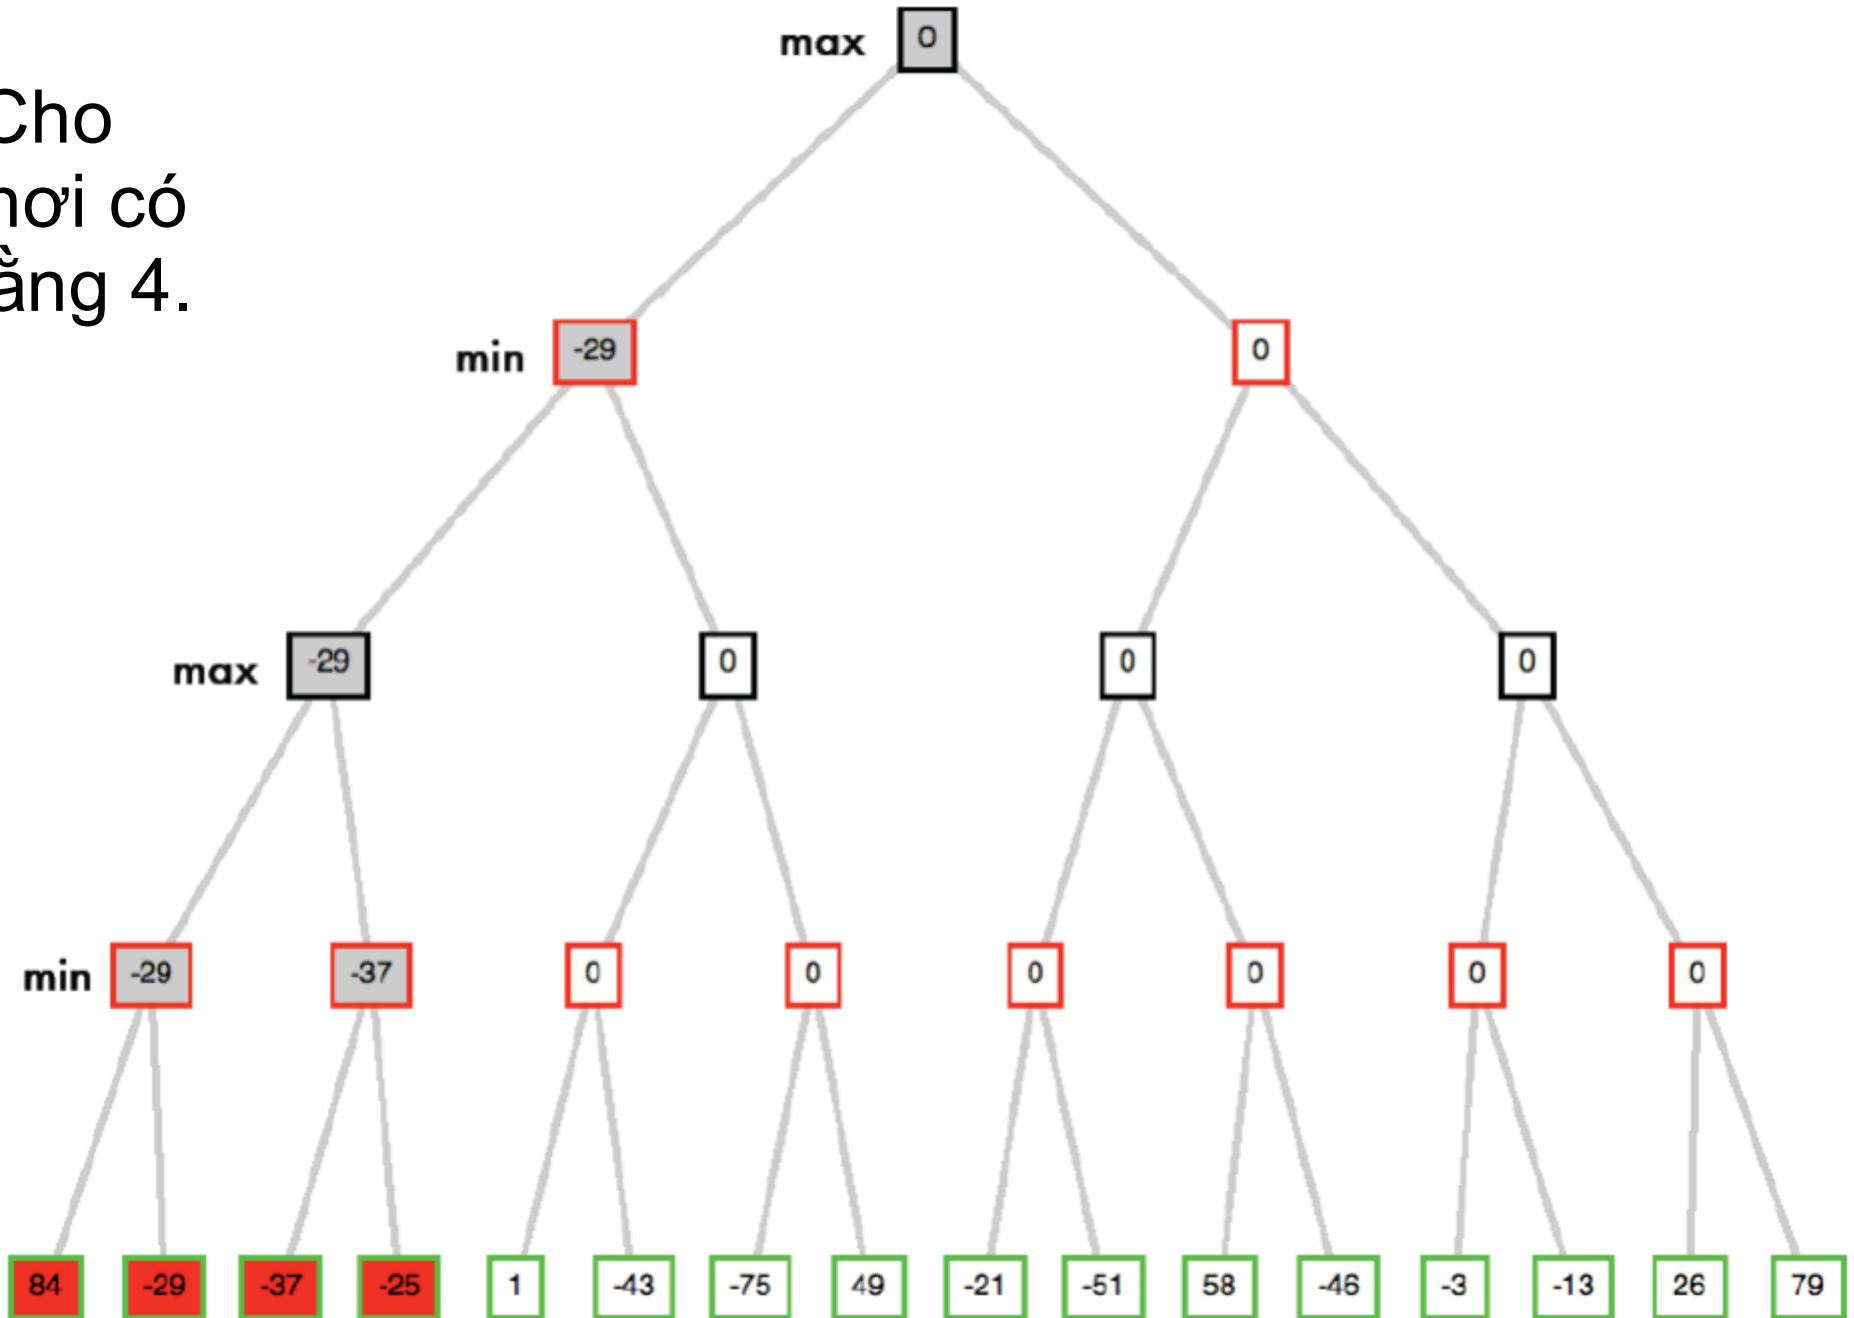 max 0
Cho
hơi có
ằng 4.
min -29 0
max -29 0 0 0
min -29 -37 0 0 0 0 0 0
84 -29 -37 -25 1 -43 -75 49 -21 -51 58 -46 -3 -13 26 79